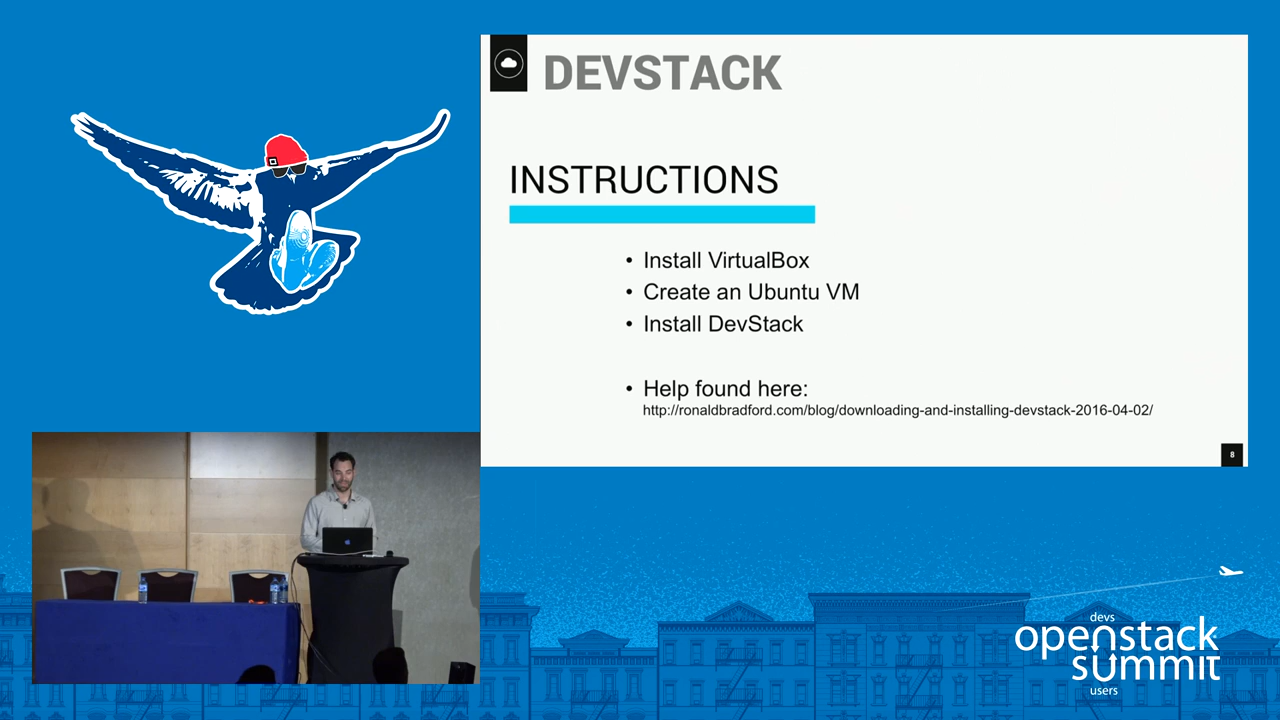 DEVSTACK
INSTRUCTIONS
• Install VirtualBox
• Create an Ubuntu VM
• Install DevStack
• Help found here:
http://ronaldbradford.com/blog/downloading-and-installing-devstack-2016-04-02/
8
devs
openstack
summit
users